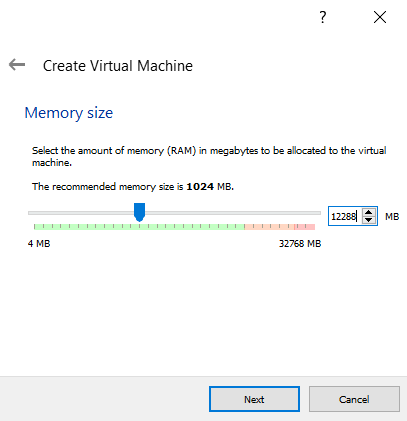 ?
Create Virtual Machine
Memory size
Select the amount of memory (RAM) in megabytes to be allocated to the virtual
machine.
The recommended memory size is 1024 MB.
12288 MB
4 MB 32768 MB
Next Cancel